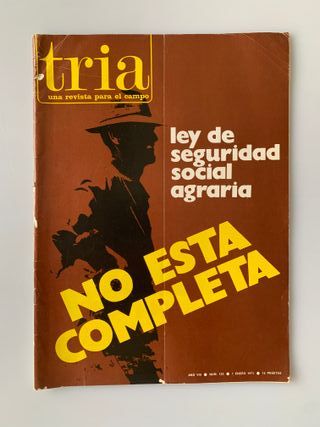 tria
una revista para el campo
ley de
seguridad
social
agraria
NO ESTA
COMPLETA